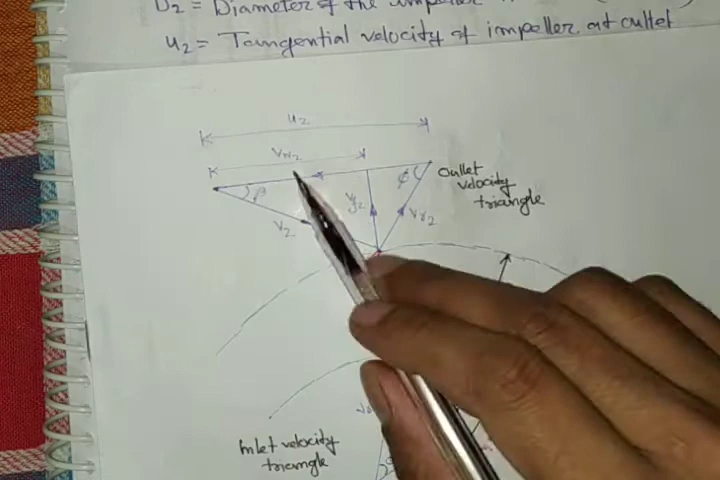 D2 = Diameter of the impeller
u2 = Tangential velocity of impeller at outlet
u2
Vw2
β
ϕ
outlet
velocity
triangle
Vf2
Vr2
V2
Inlet velocity
triangle